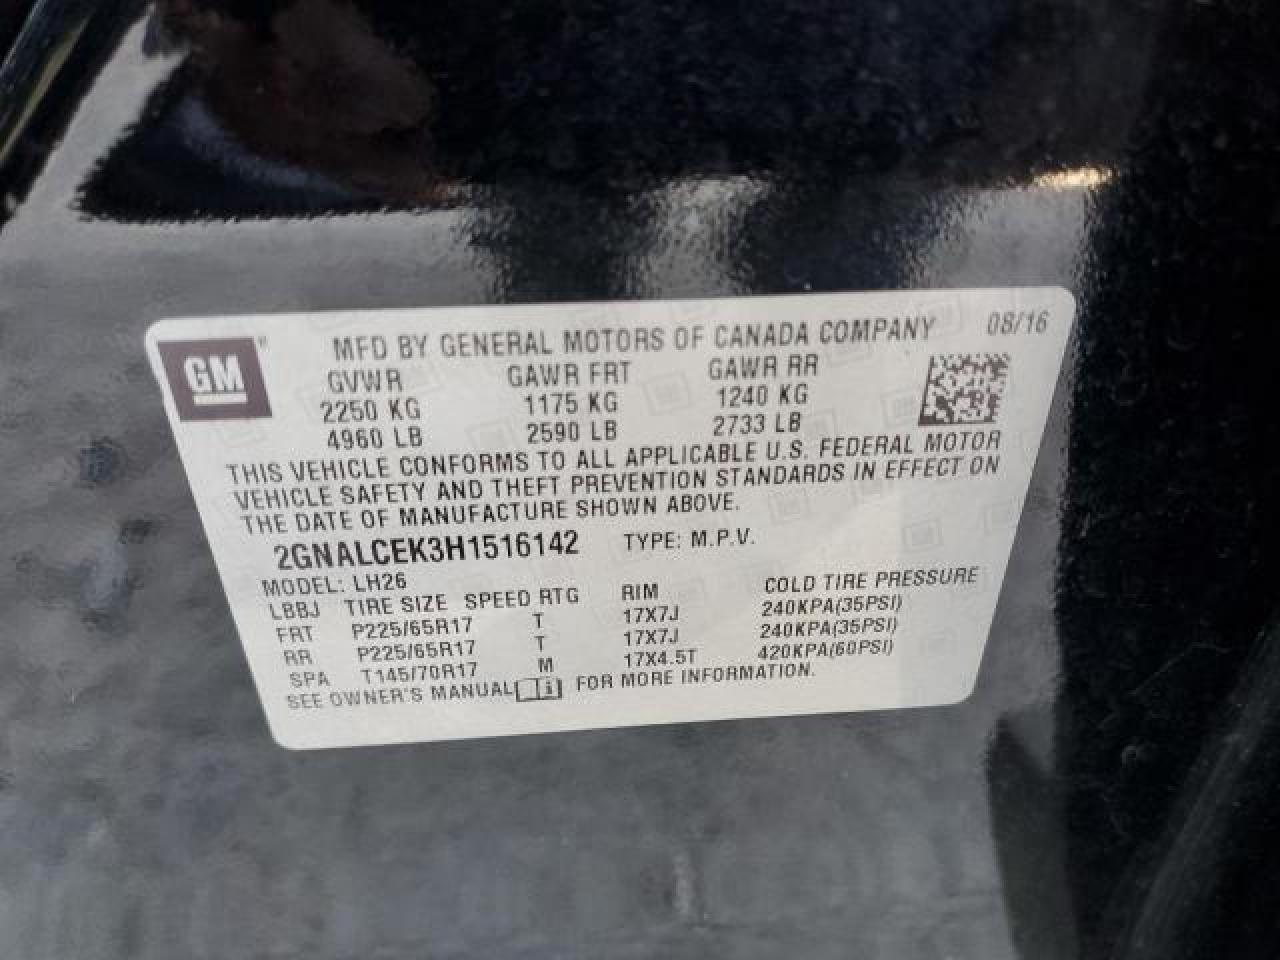 GM
MFD BY GENERAL MOTORS OF CANADA COMPANY 08/16
GVWR GAWR FRT GAWR RR
2250 KG 1175 KG 1240 KG
4960 LB 2590 LB 2733 LB
THIS VEHICLE CONFORMS TO ALL APPLICABLE U.S. FEDERAL MOTOR
VEHICLE SAFETY AND THEFT PREVENTION STANDARDS IN EFFECT ON
THE DATE OF MANUFACTURE SHOWN ABOVE.
2GNALCEK3H1516142 TYPE: M.P.V.
MODEL: LH26
LBBJ TIRE SIZE SPEED RTG RIM COLD TIRE PRESSURE
FRT P225/65R17 T 17X7J 240KPA(35PSI)
RR P225/65R17 T 17X7J 240KPA(35PSI)
SPA T145/70R17 M 17X4.5T 420KPA(60PSI)
SEE OWNER'S MANUAL i FOR MORE INFORMATION.